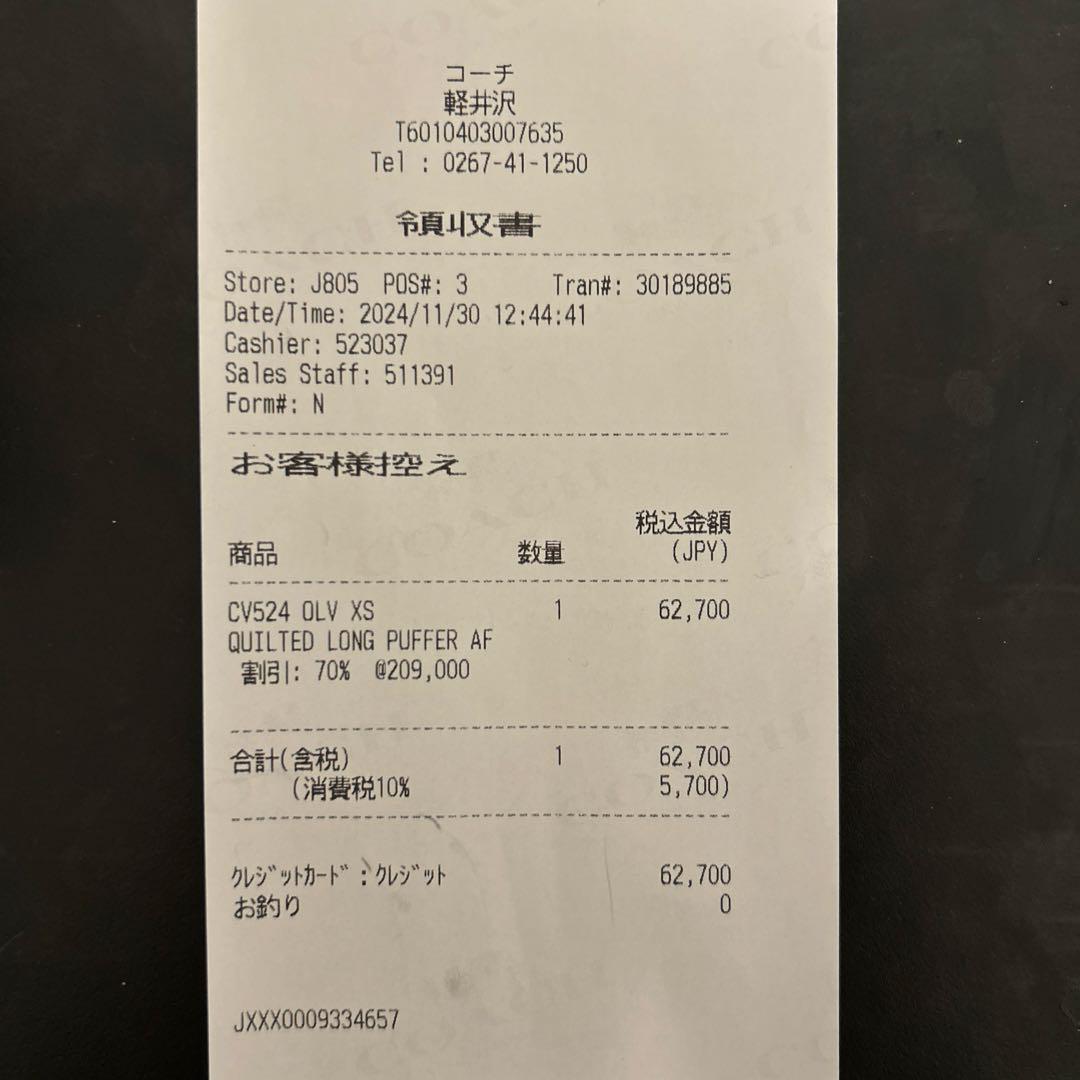 コーチ
軽井沢
T6010403007635
Tel : 0267-41-1250
領収書
Store: J805 POS#: 3 Tran#: 30189885
Date/Time: 2024/11/30 12:44:41
Cashier: 523037
Sales Staff: 511391
Form#: N
お客様控え
税込金額
商品 数量 (JPY)
CV524 OLV XS 1 62,700
QUILTED LONG PUFFER AF
割引: 70% @209,000
合計(含税) 1 62,700
(消費税10% 5,700)
ｸﾚｼﾞｯﾄｶｰﾄﾞ:ｸﾚｼﾞｯﾄ 62,700
お釣り 0
JXXX0009334657